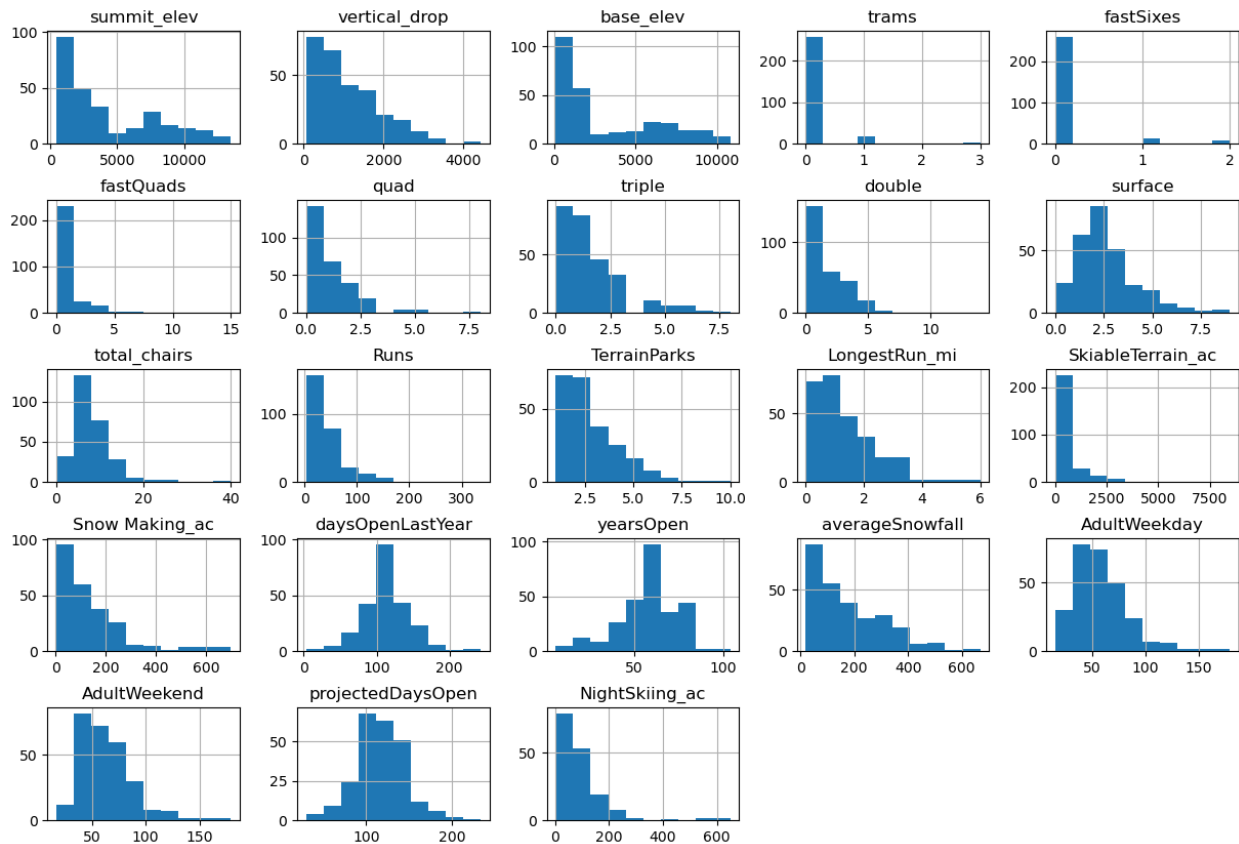 summit_elev vertical_drop base_elev trams fastSixes
100 50 0 50 0 100 50 0 200 100 0 200 100 0
0 5000 10000 0 2000 4000 0 5000 10000 0 1 2 3 0 1 2
fastQuads quad triple double surface
200 100 0 100 50 0 50 0 100 0 50 0
0 5 10 15 0.0 2.5 5.0 7.5 0.0 2.5 5.0 7.5 0 5 10 0.0 2.5 5.0 7.5
total_chairs Runs TerrainParks LongestRun_mi SkiableTerrain_ac
100 50 0 100 0 50 0 50 0 200 100 0
0 20 40 0 100 200 300 2.5 5.0 7.5 10.0 0 2 4 6 0 2500 5000 7500
Snow Making_ac daysOpenLastYear yearsOpen averageSnowfall AdultWeekday
100 50 0 100 50 0 100 50 0 50 0 50 0
0 200 400 600 0 100 200 50 100 0 200 400 600 50 100 150
AdultWeekend projectedDaysOpen NightSkiing_ac
50 0 75 50 25 0 50 0
50 100 150 100 200 0 200 400 600